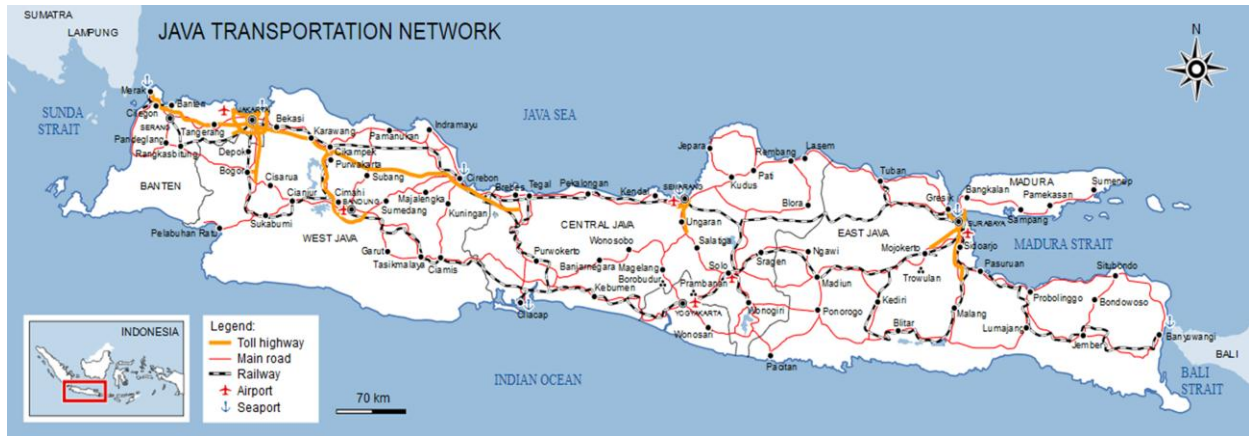 SUMATRA
LAMPUNG
JAVA TRANSPORTATION NETWORK
N
SUNDA
STRAIT
JAVA SEA
Merak
Cilegon
Banten
SERANG
Tangerang
JAKARTA
Bekasi
Karawang
Pamanukan
Indramayu
Pandeglang
Rangkasbitung
Depok
Cikampek
Purwakarta
Bogor
Cisarua
Subang
Cirebon
BANTEN
Cianjur
Cimahi
BANDUNG
Sumedang
Majalengka
Kuningan
Sukabumi
Pelabuhan Ratu
WEST JAVA
Garut
Tasikmalaya
Ciamis
Brebes
Tegal
Pekalongan
Kendal
SEMARANG
Jepara
Rembang
Lasem
Pati
Kudus
Blora
Tuban
CENTRAL JAVA
Ungaran
Salatiga
Wonosobo
Purwokerto
Banjarnegara
Magelang
Borobudur
Kebumen
Cilacap
Prambanan
Solo
Sragen
YOGYAKARTA
Wonosari
Wonogiri
Pacitan
EAST JAVA
Ngawi
Madiun
Ponorogo
Kediri
Blitar
Mojokerto
Trowulan
Gresik
SURABAYA
Sidoarjo
Bangkalan
MADURA
Pamekasan
Sumenep
Sampang
MADURA STRAIT
Pasuruan
Malang
Probolinggo
Lumajang
Situbondo
Bondowoso
Jember
Banyuwangi
BALI
BALI
STRAIT
INDIAN OCEAN
INDONESIA
Legend:
Toll highway
Main road
Railway
Airport
Seaport
70 km